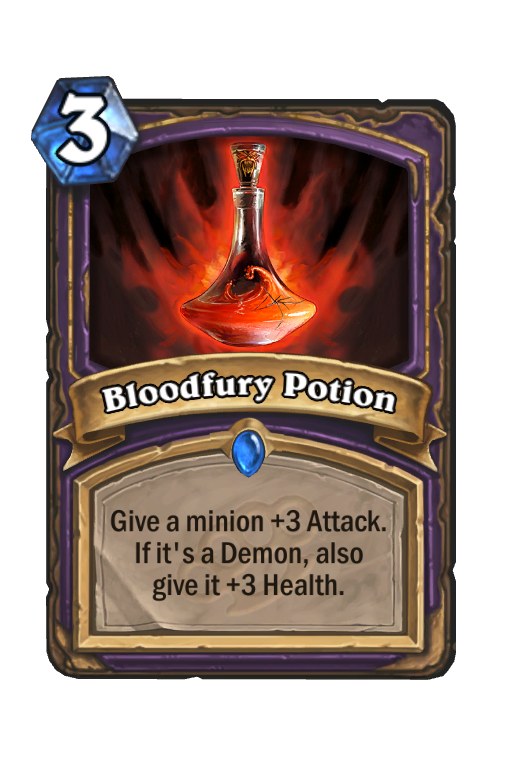 3
Bloodfury Potion
Give a minion +3 Attack.
If it's a Demon, also
give it +3 Health.